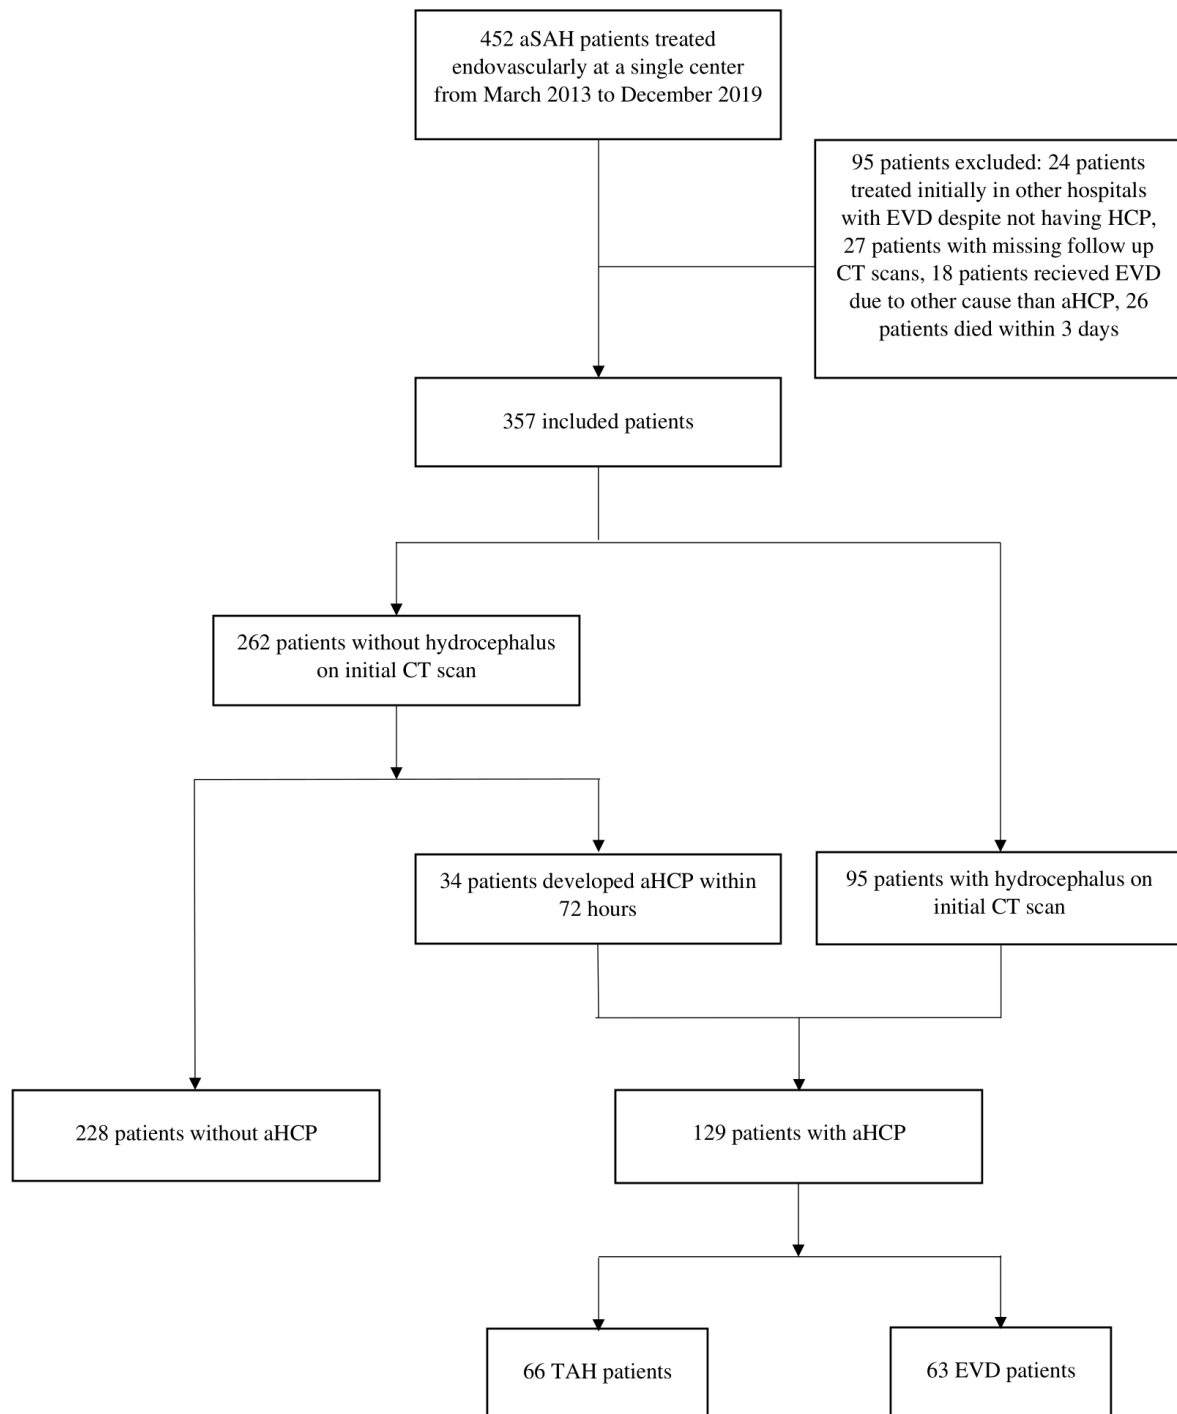 452 aSAH patients treated
endovascularly at a single center
from March 2013 to December 2019
95 patients excluded: 24 patients
treated initially in other hospitals
with EVD despite not having HCP,
27 patients with missing follow up
CT scans, 18 patients recieved EVD
due to other cause than aHCP, 26
patients died within 3 days
357 included patients
262 patients without hydrocephalus
on initial CT scan
34 patients developed aHCP within
72 hours
95 patients with hydrocephalus on
initial CT scan
228 patients without aHCP
129 patients with aHCP
66 TAH patients
63 EVD patients